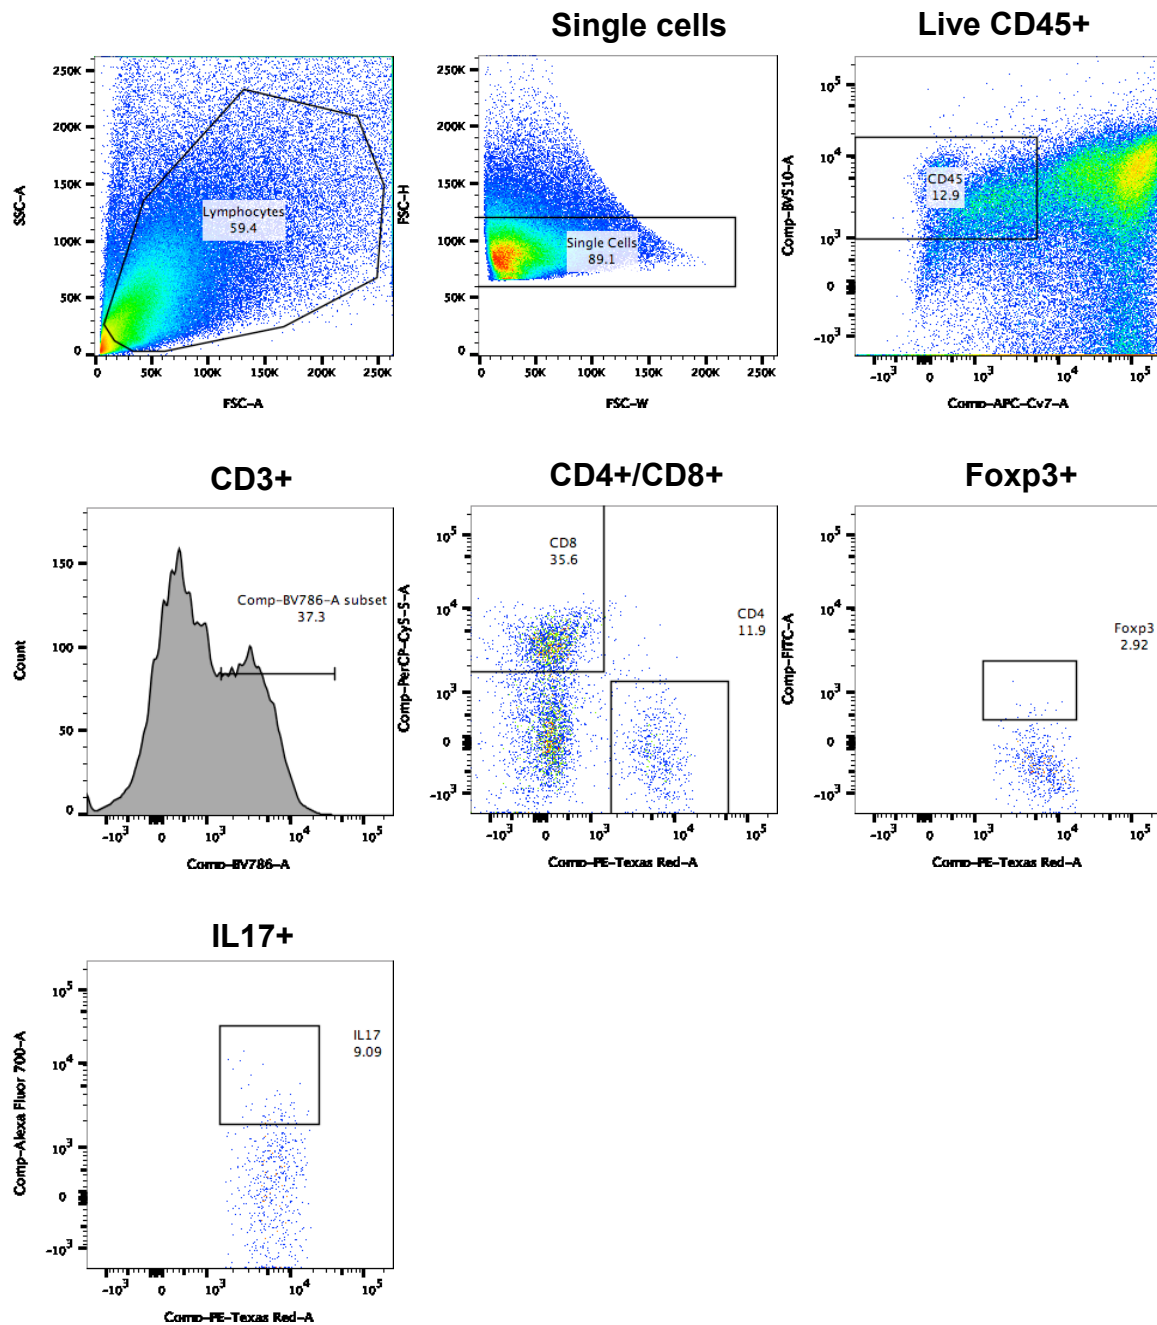 Single cells
Live CD45+
250K
200K
150K
100K
50K
0
SSC-A
Lymphocytes
59.4
0
50K
100K
150K
200K
250K
FSC-A
250K
200K
150K
100K
50K
0
FSC-H
Single Cells
89.1
0
50K
100K
150K
200K
250K
FSC-W
10^5
10^4
10^3
0
-10^3
Comp-BV510-A
CD45
12.9
-10^3
0
10^3
10^4
10^5
Comp-APC-Cy7-A
CD3+
CD4+/CD8+
Foxp3+
150
100
50
0
Count
Comp-BV786-A subset
37.3
-10^3
0
10^3
10^4
10^5
Comp-BV786-A
10^5
10^4
10^3
0
-10^3
Comp-PerCP-Cy5-5-A
CD8
35.6
CD4
11.9
-10^3
0
10^3
10^4
10^5
Comp-PE-Texas Red-A
10^5
10^4
10^3
0
-10^3
Comp-FITC-A
Foxp3
2.92
-10^3
0
10^3
10^4
10^5
Comp-PE-Texas Red-A
IL17+
10^5
10^4
10^3
0
-10^3
Comp-Alexa Fluor 700-A
IL17
9.09
-10^3
0
10^3
10^4
10^5
Comp-PE-Texas Red-A